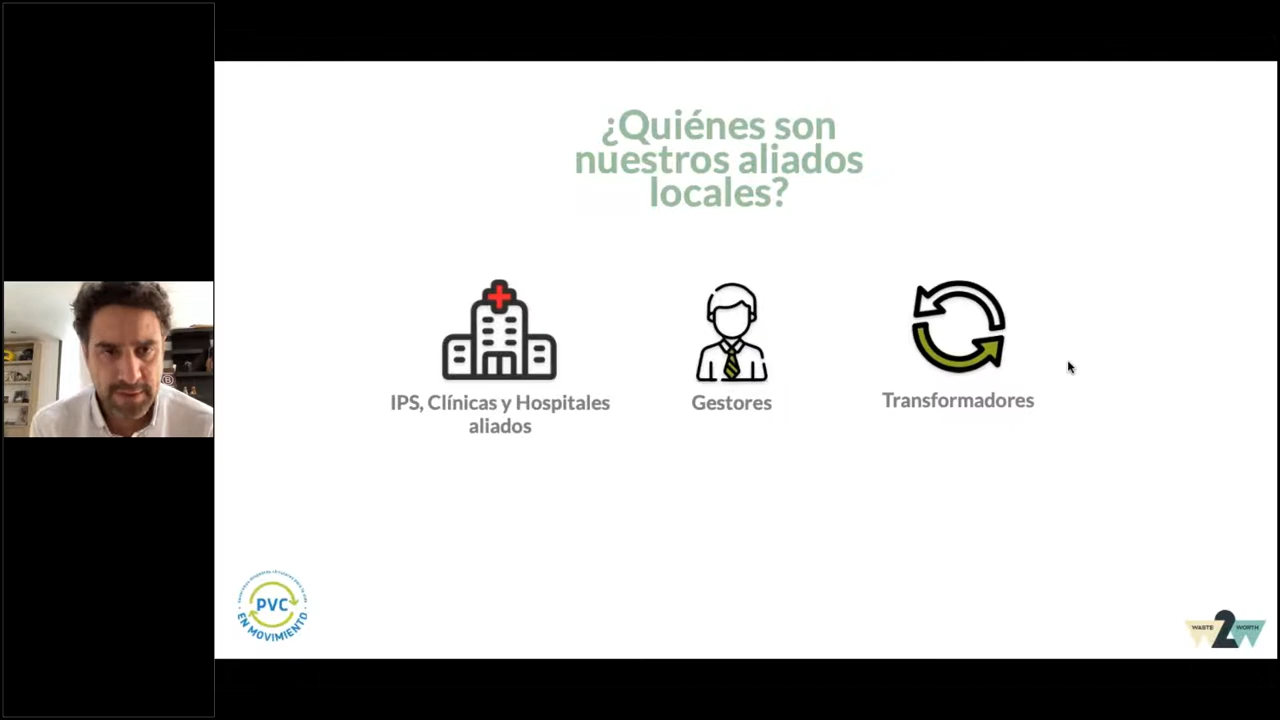 ¿Quiénes son
nuestros aliados
locales?
IPS, Clínicas y Hospitales
aliados
Gestores
Transformadores
PVC
EN MOVIMIENTO
WASTE 2 WORTH